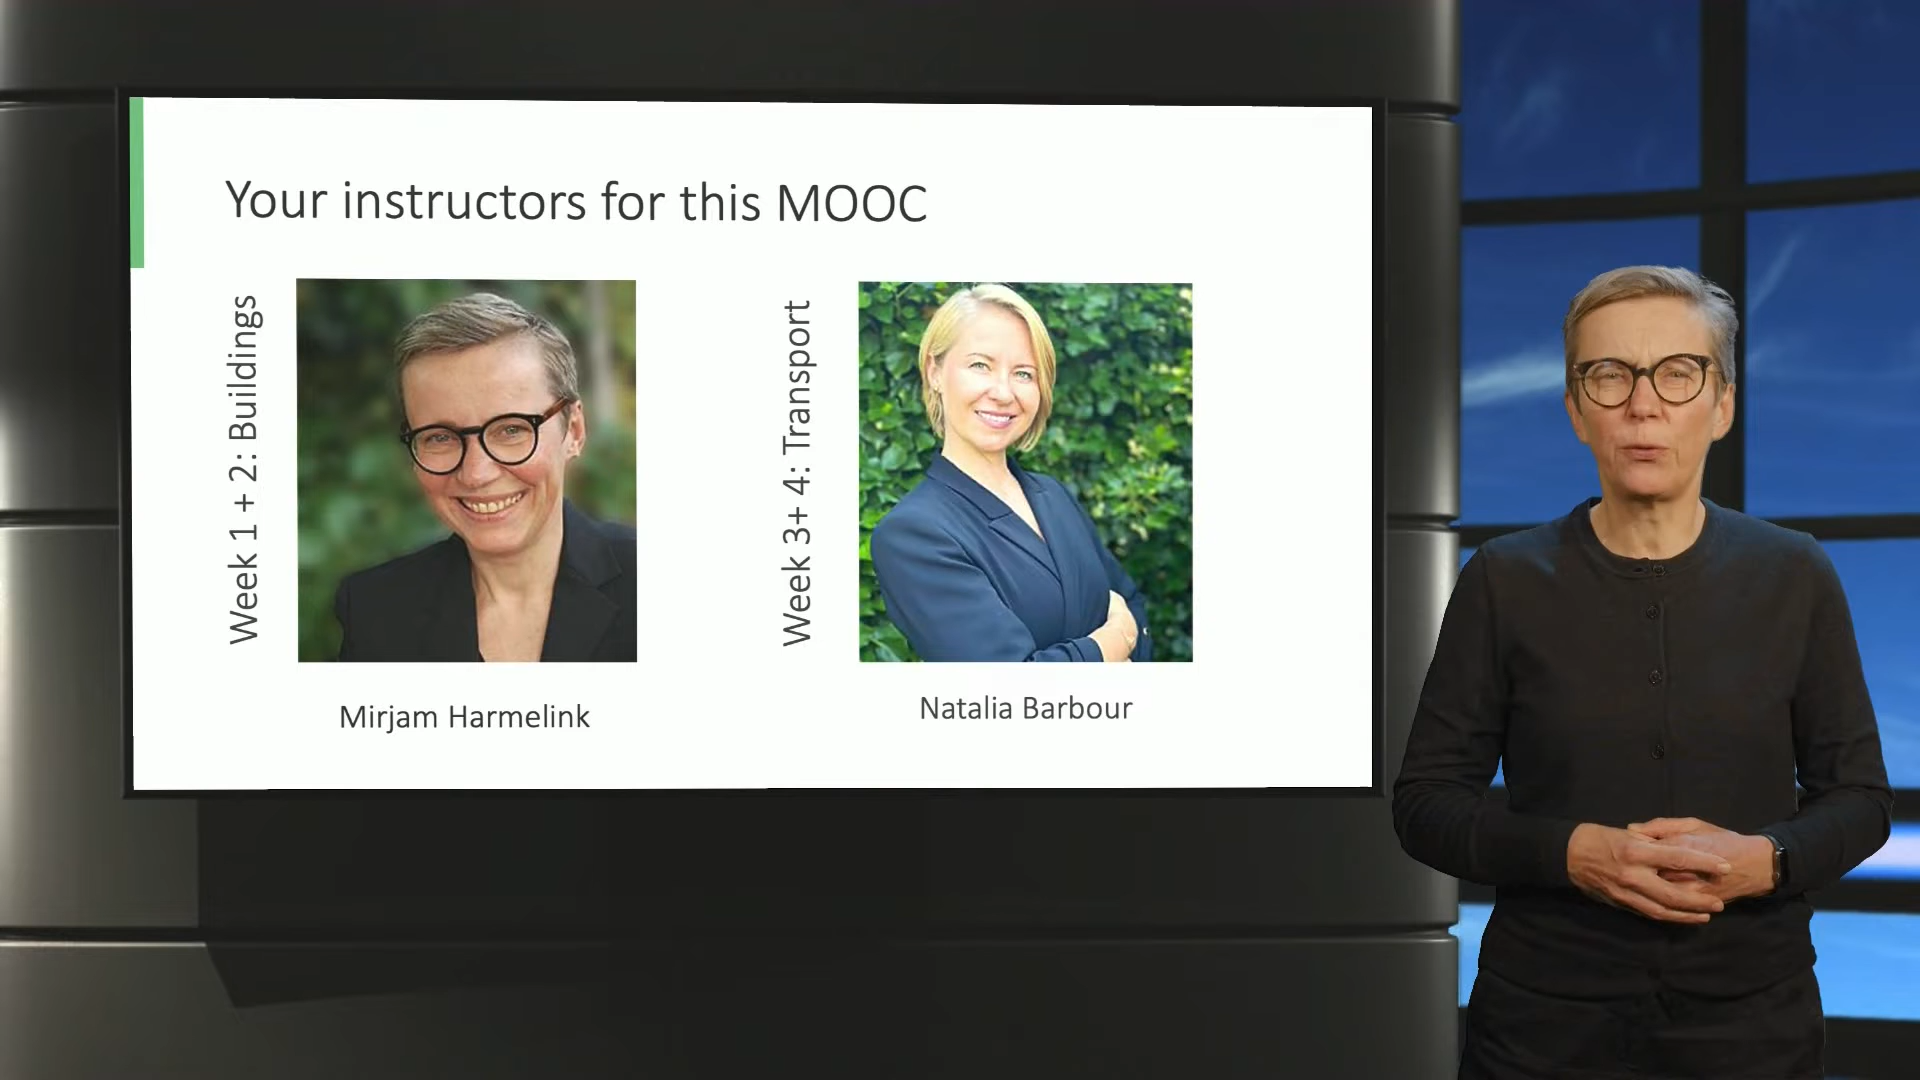 Your instructors for this MOOC
Week 1 + 2: Buildings
Mirjam Harmelink
Week 3+ 4: Transport
Natalia Barbour